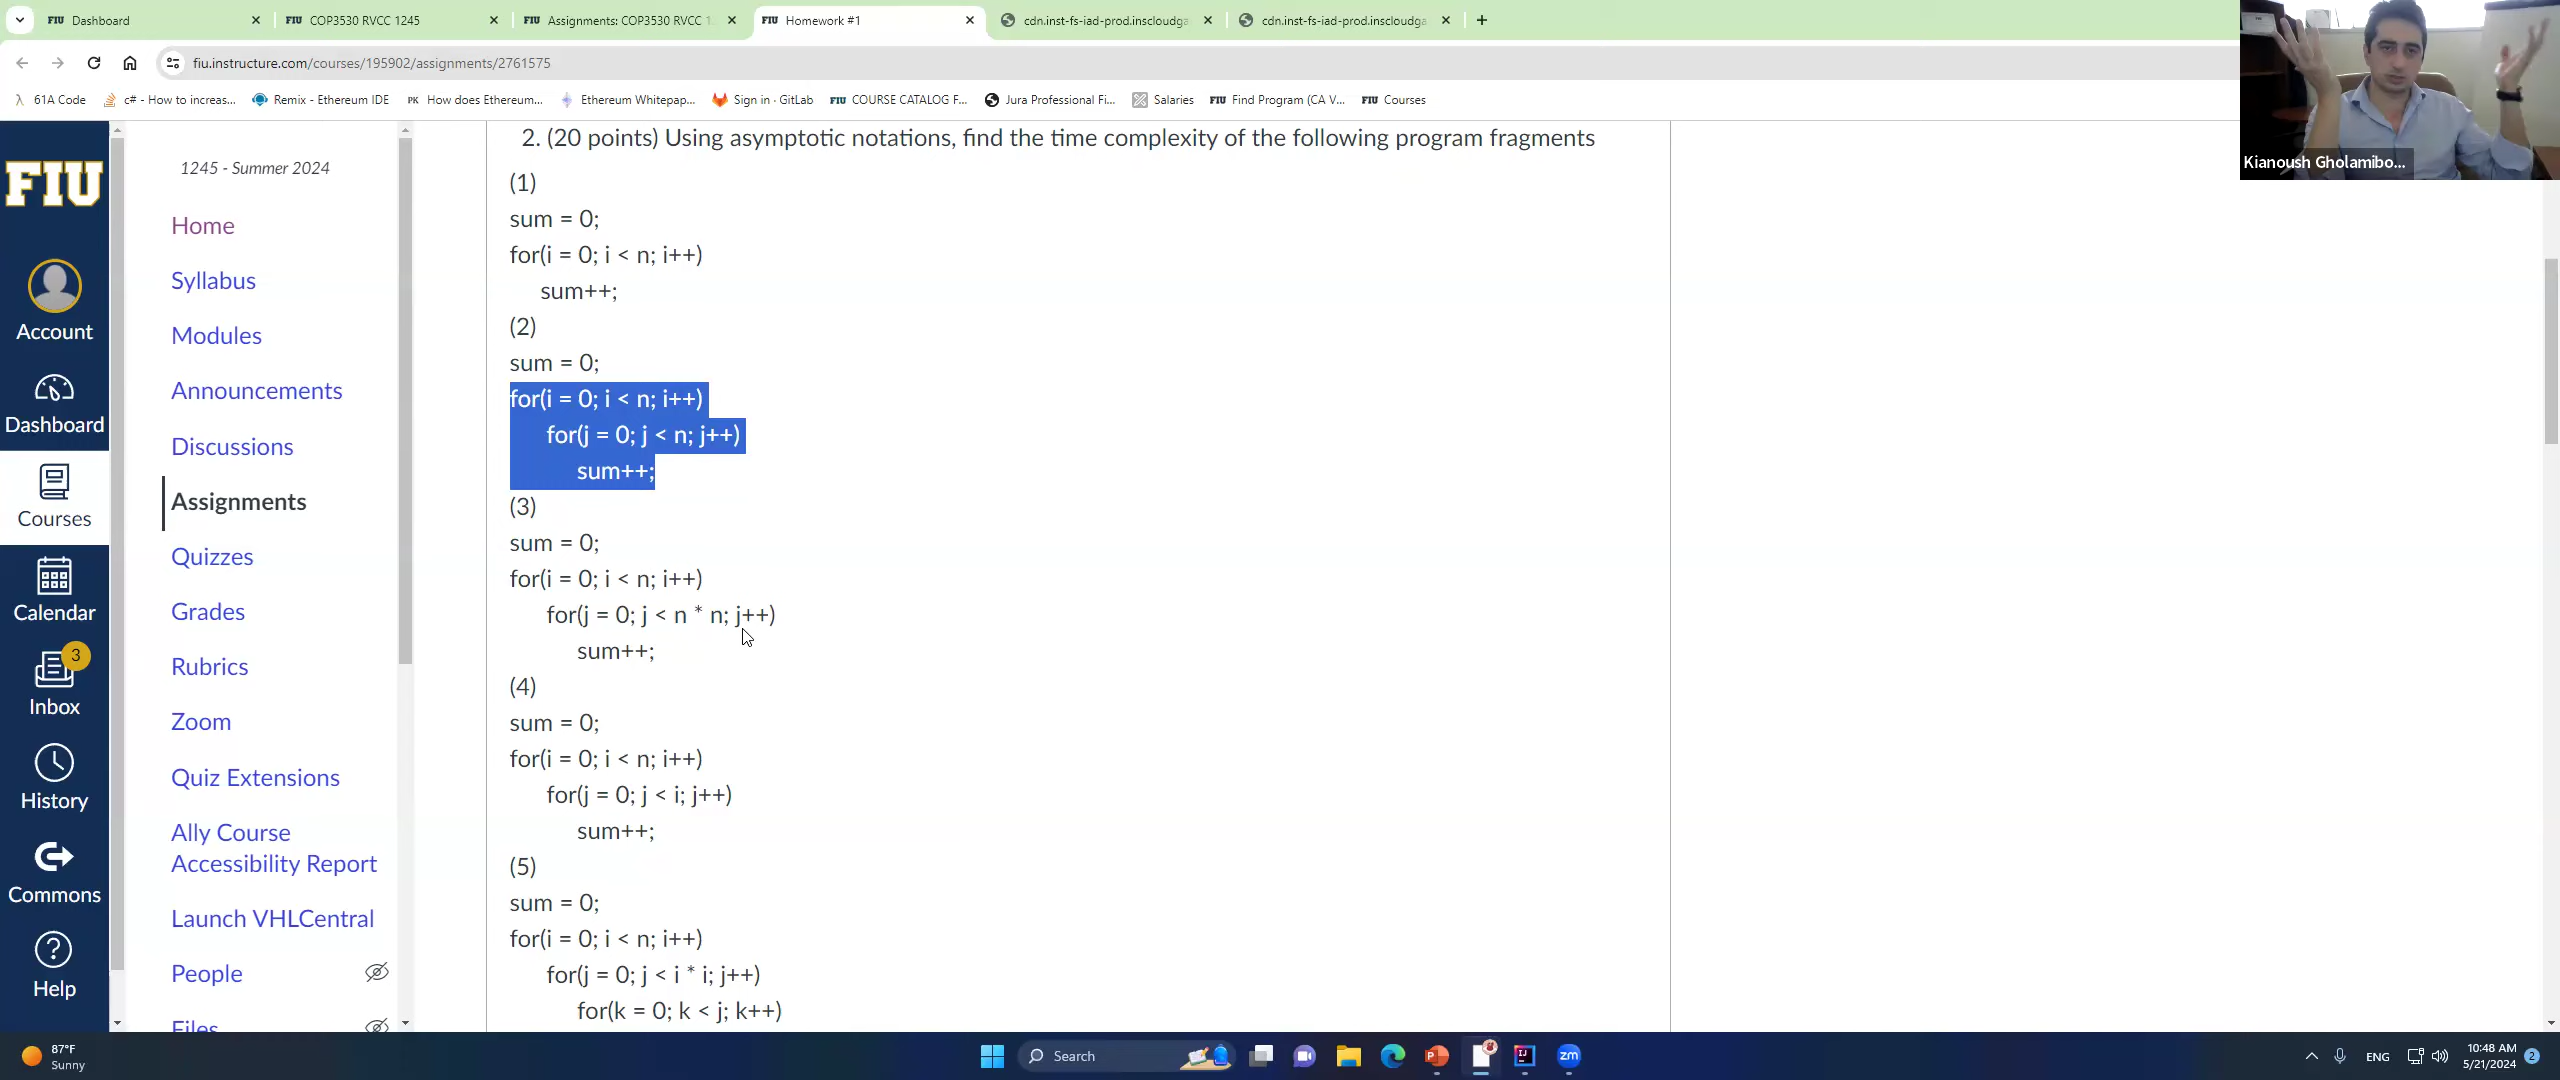 Dashboard
COP3530 RVCC 1245
Assignments: COP3530 RVCC 1
Homework #1
cdn.inst-fs-iad-prod.inscloudga
cdn.inst-fs-iad-prod.inscloudga
fiu.instructure.com/courses/195902/assignments/2761575
61A Code
c# - How to increas...
Remix - Ethereum IDE
PK How does Ethereum...
Ethereum Whitepap...
Sign in · GitLab
FIU COURSE CATALOG F...
Jura Professional Fi...
Salaries
FIU Find Program (CA V...
FIU Courses
Kianoush Gholamibo...
FIU
Account
Dashboard
Courses
Calendar
3
Inbox
History
Commons
Help
1245 - Summer 2024
Home
Syllabus
Modules
Announcements
Discussions
Assignments
Quizzes
Grades
Rubrics
Zoom
Quiz Extensions
Ally Course
Accessibility Report
Launch VHLCentral
People
Files
2. (20 points) Using asymptotic notations, find the time complexity of the following program fragments
(1)
sum = 0;
for(i = 0; i < n; i++)
sum++;
(2)
sum = 0;
for(i = 0; i < n; i++)
for(j = 0; j < n; j++)
sum++;
(3)
sum = 0;
for(i = 0; i < n; i++)
for(j = 0; j < n * n; j++)
sum++;
(4)
sum = 0;
for(i = 0; i < n; i++)
for(j = 0; j < i; j++)
sum++;
(5)
sum = 0;
for(i = 0; i < n; i++)
for(j = 0; j < i * i; j++)
for(k = 0; k < j; k++)
87°F
Sunny
Search
zm
ENG
10:48 AM
5/21/2024
2